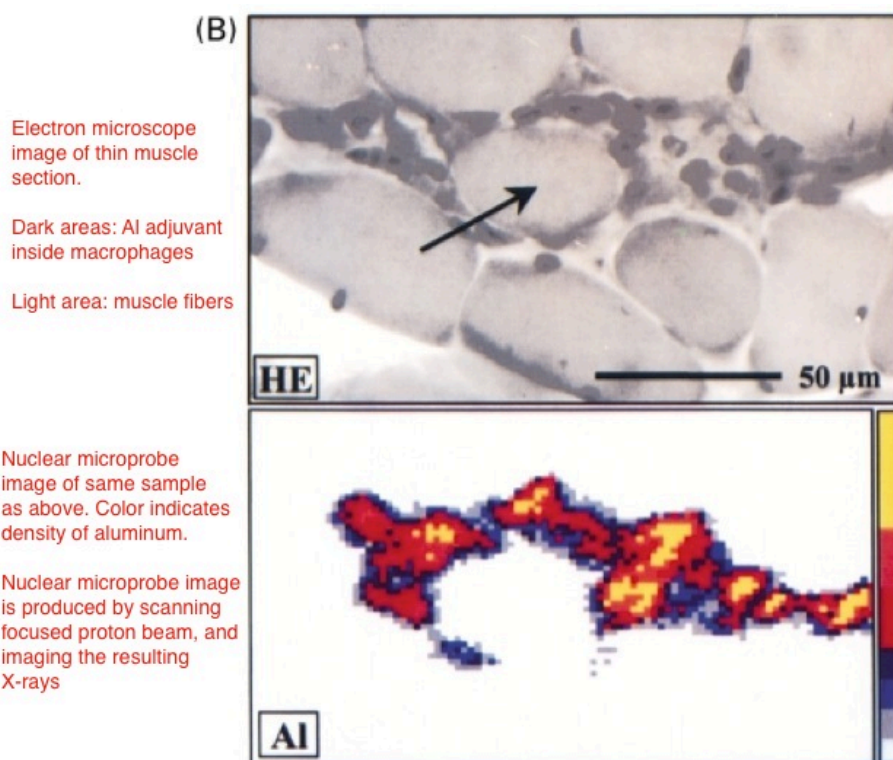 (B)
Electron microscope
image of thin muscle
section.
Dark areas: Al adjuvant
inside macrophages
Light area: muscle fibers
HE
50 µm
Nuclear microprobe
image of same sample
as above. Color indicates
density of aluminum.
Nuclear microprobe image
is produced by scanning
focused proton beam, and
imaging the resulting
X-rays
Al